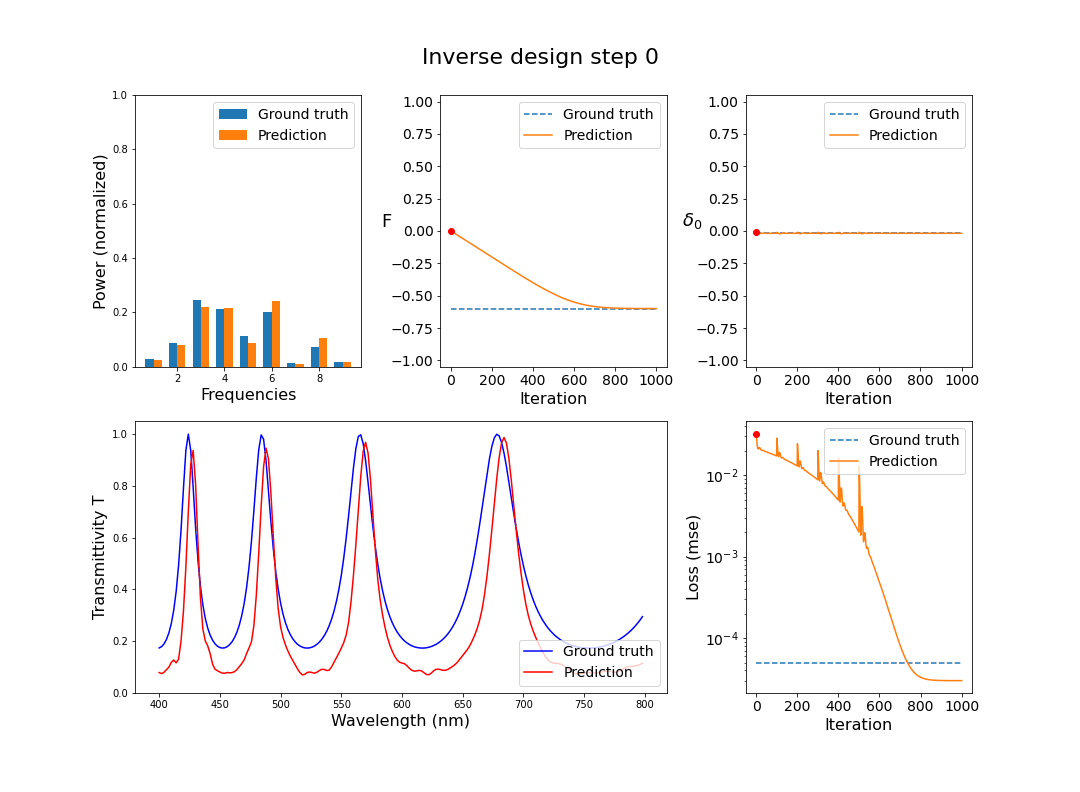 Inverse design step 0
Power (normalized)
1.0
0.8
0.6
0.4
0.2
0.0
2 4 6 8
Frequencies
Ground truth
Prediction
F
1.00
0.75
0.50
0.25
0.00
−0.25
−0.50
−0.75
−1.00
0 200 400 600 800 1000
Iteration
Ground truth
Prediction
δ0
1.00
0.75
0.50
0.25
0.00
−0.25
−0.50
−0.75
−1.00
0 200 400 600 800 1000
Iteration
Ground truth
Prediction
Transmittivity T
1.0
0.8
0.6
0.4
0.2
0.0
400 450 500 550 600 650 700 750 800
Wavelength (nm)
Ground truth
Prediction
Loss (mse)
10−2
10−3
10−4
0 200 400 600 800 1000
Iteration
Ground truth
Prediction